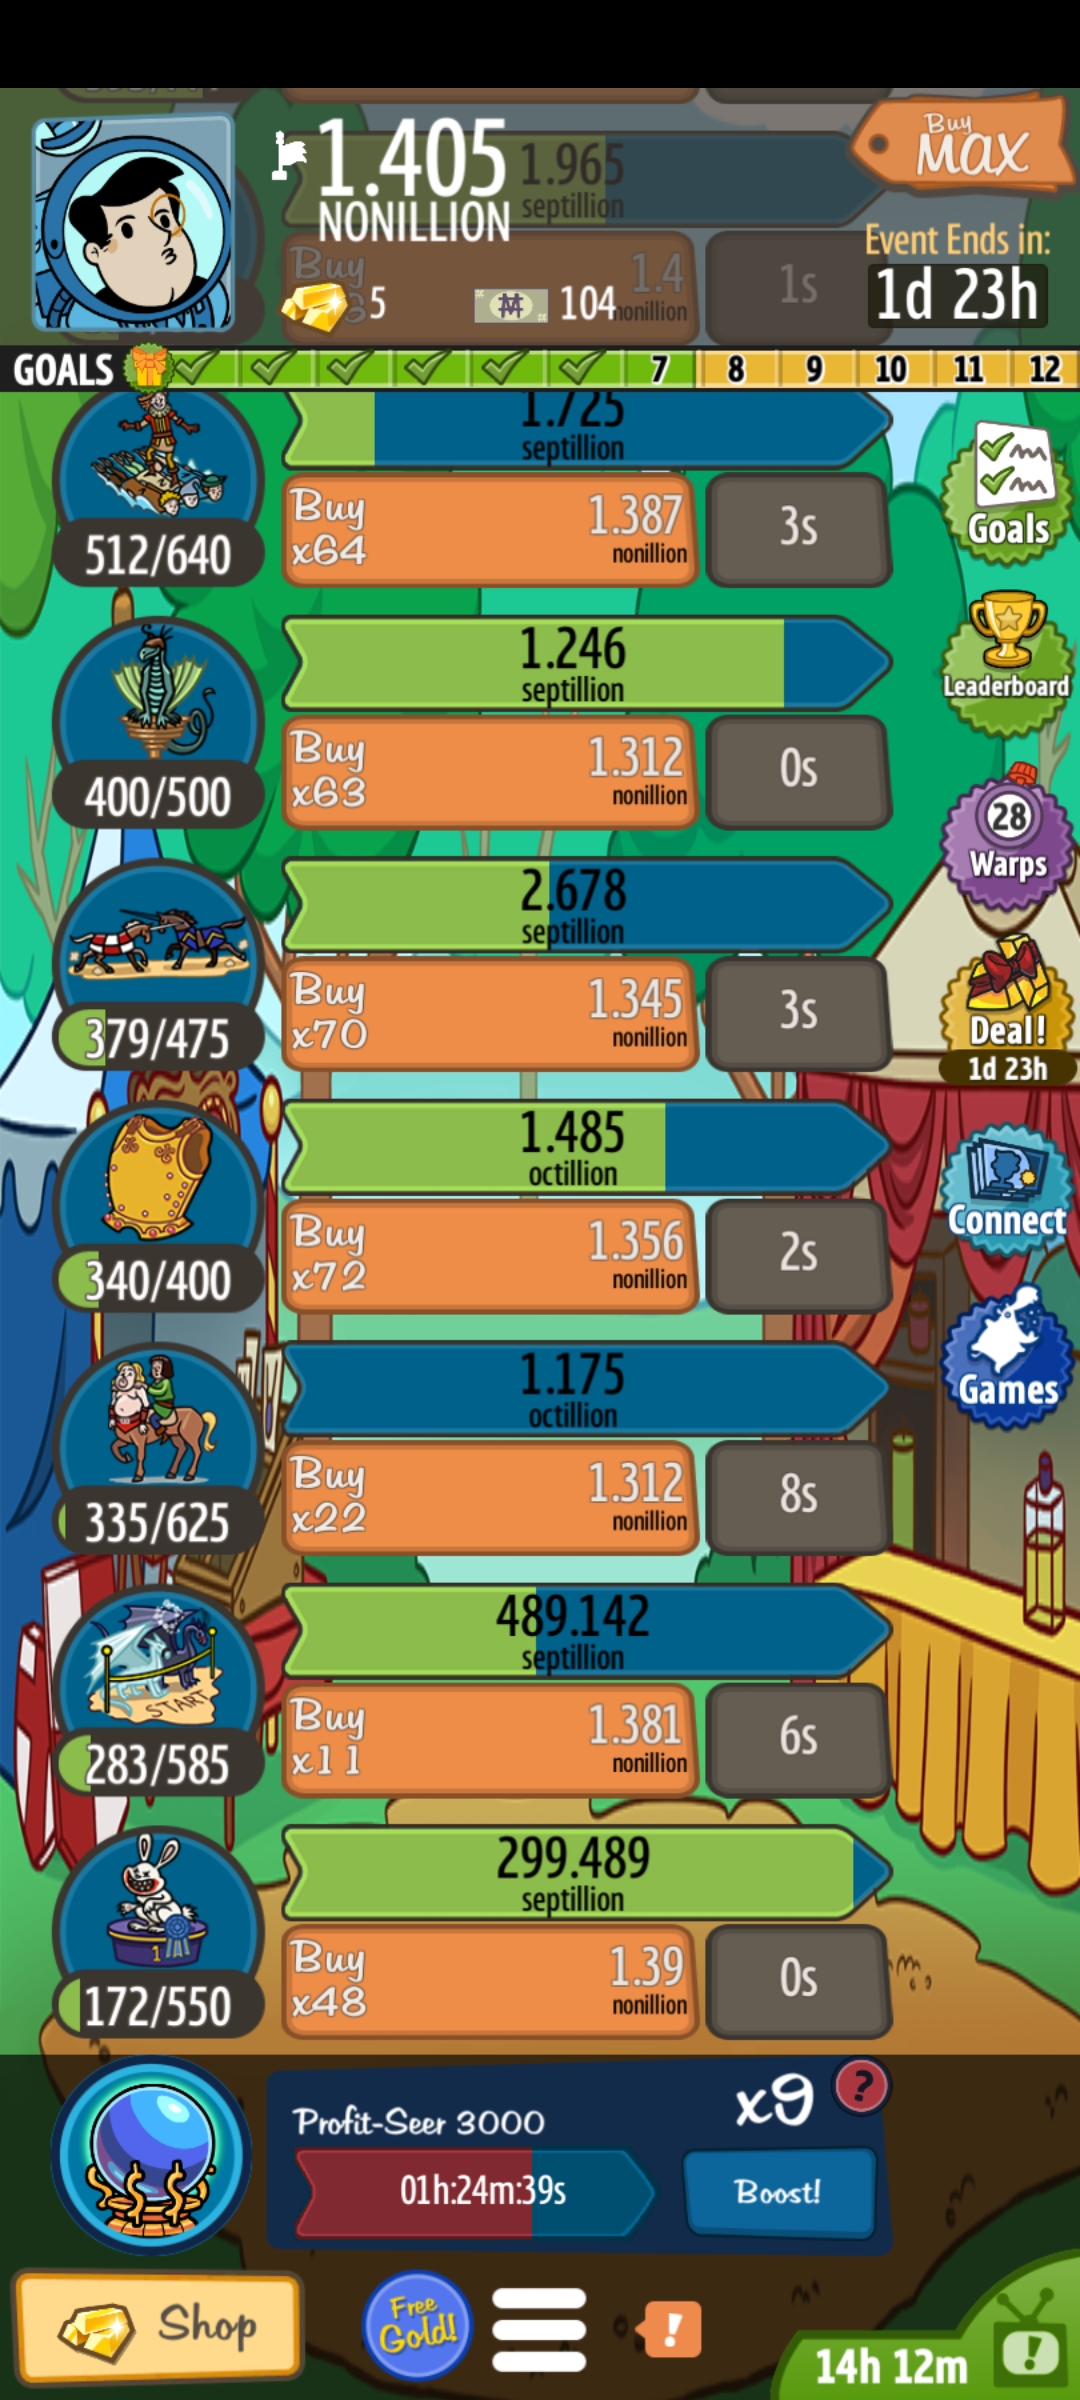 1.405
NONILLION
1.965
septillion
Buy
MAX
Event Ends in:
1d 23h
Buy
1.4
nonillion
1s
5
104
GOALS
7
8
9
10
11
12
1.725
septillion
512/640
Buy
x64
1.387
nonillion
3s
Goals
1.246
septillion
400/500
Buy
x63
1.312
nonillion
0s
Leaderboard
28
Warps
2.678
septillion
379/475
Buy
x70
1.345
nonillion
3s
Deal!
1d 23h
1.485
octillion
340/400
Buy
x72
1.356
nonillion
2s
Connect
1.175
octillion
335/625
Buy
x22
1.312
nonillion
8s
Games
489.142
septillion
START
283/585
Buy
x11
1.381
nonillion
6s
299.489
septillion
1
172/550
Buy
x48
1.39
nonillion
0s
Profit-Seer 3000
x9
?
01h:24m:39s
Boost!
Shop
Free
Gold!
!
14h 12m
!